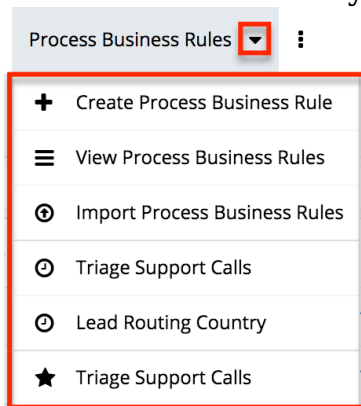 Process Business Rules
Create Process Business Rule
View Process Business Rules
Import Process Business Rules
Triage Support Calls
Lead Routing Country
Triage Support Calls